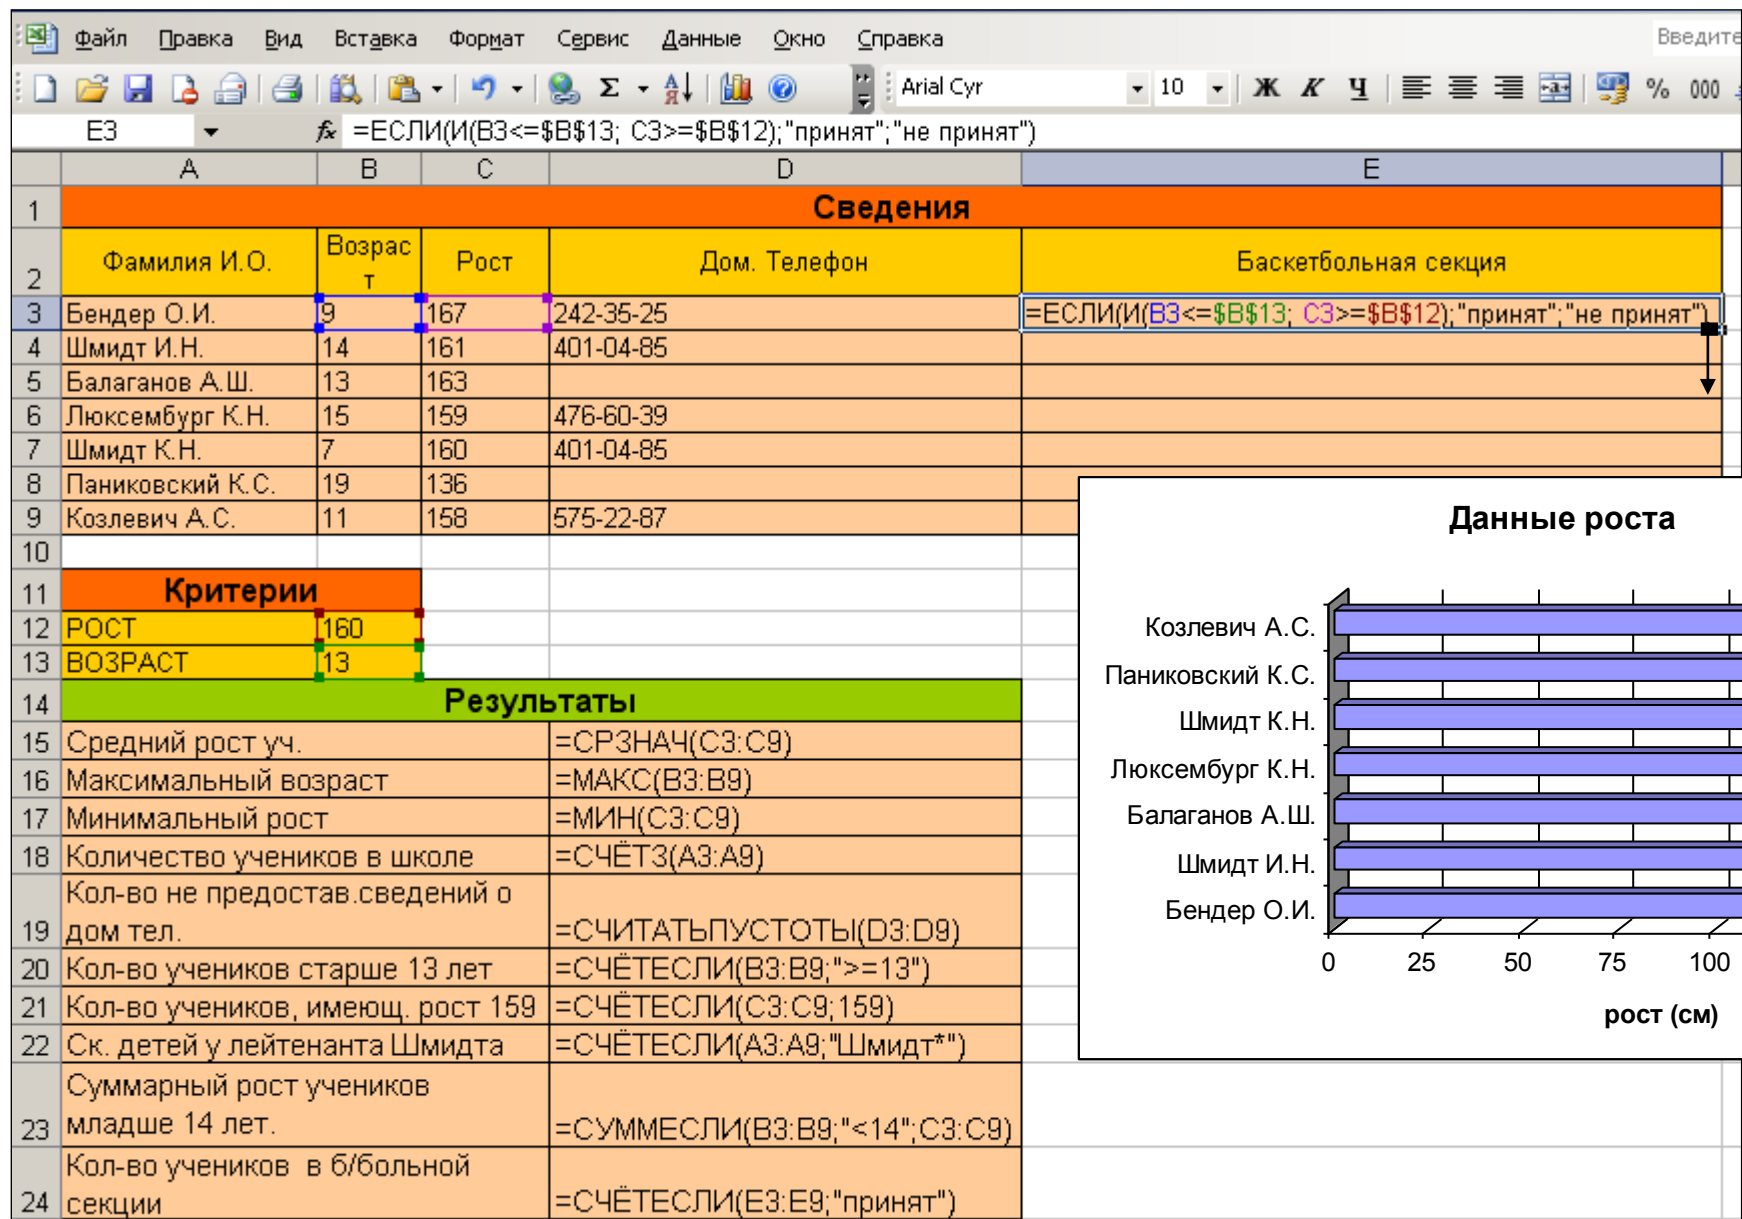 Файл Правка Вид Вставка Формат Сервис Данные Окно Справка Введите
Σ А Я Arial Cyr 10 Ж К Ч % 000
E3 fx =ЕСЛИ(И(B3<=$B$13; C3>=$B$12);"принят";"не принят")
A B C D E
1 Сведения
2 Фамилия И.О. Возраст Рост Дом. Телефон Баскетбольная секция
3 Бендер О.И. 9 167 242-35-25 =ЕСЛИ(И(B3<=$B$13; C3>=$B$12);"принят";"не принят")
4 Шмидт И.Н. 14 161 401-04-85
5 Балаганов А.Ш. 13 163
6 Люксембург К.Н. 15 159 476-60-39
7 Шмидт К.Н. 7 160 401-04-85
8 Паниковский К.С. 19 136
9 Козлевич А.С. 11 158 575-22-87
10
11 Критерии
12 РОСТ 160
13 ВОЗРАСТ 13
14 Результаты
15 Средний рост уч. =СРЗНАЧ(C3:C9)
16 Максимальный возраст =МАКС(B3:B9)
17 Минимальный рост =МИН(C3:C9)
18 Количество учеников в школе =СЧЁТЗ(A3:A9)
Кол-во не предостав.сведений о
19 дом тел. =СЧИТАТЬПУСТОТЫ(D3:D9)
20 Кол-во учеников старше 13 лет =СЧЁТЕСЛИ(B3:B9;">=13")
21 Кол-во учеников, имеющ. рост 159 =СЧЁТЕСЛИ(C3:C9;159)
22 Ск. детей у лейтенанта Шмидта =СЧЁТЕСЛИ(A3:A9;"Шмидт*")
Суммарный рост учеников
23 младше 14 лет. =СУММЕСЛИ(B3:B9;"<14";C3:C9)
Кол-во учеников в б/больной
24 секции =СЧЁТЕСЛИ(E3:E9;"принят")
Данные роста
Козлевич А.С.
Паниковский К.С.
Шмидт К.Н.
Люксембург К.Н.
Балаганов А.Ш.
Шмидт И.Н.
Бендер О.И.
0 25 50 75 100
рост (см)